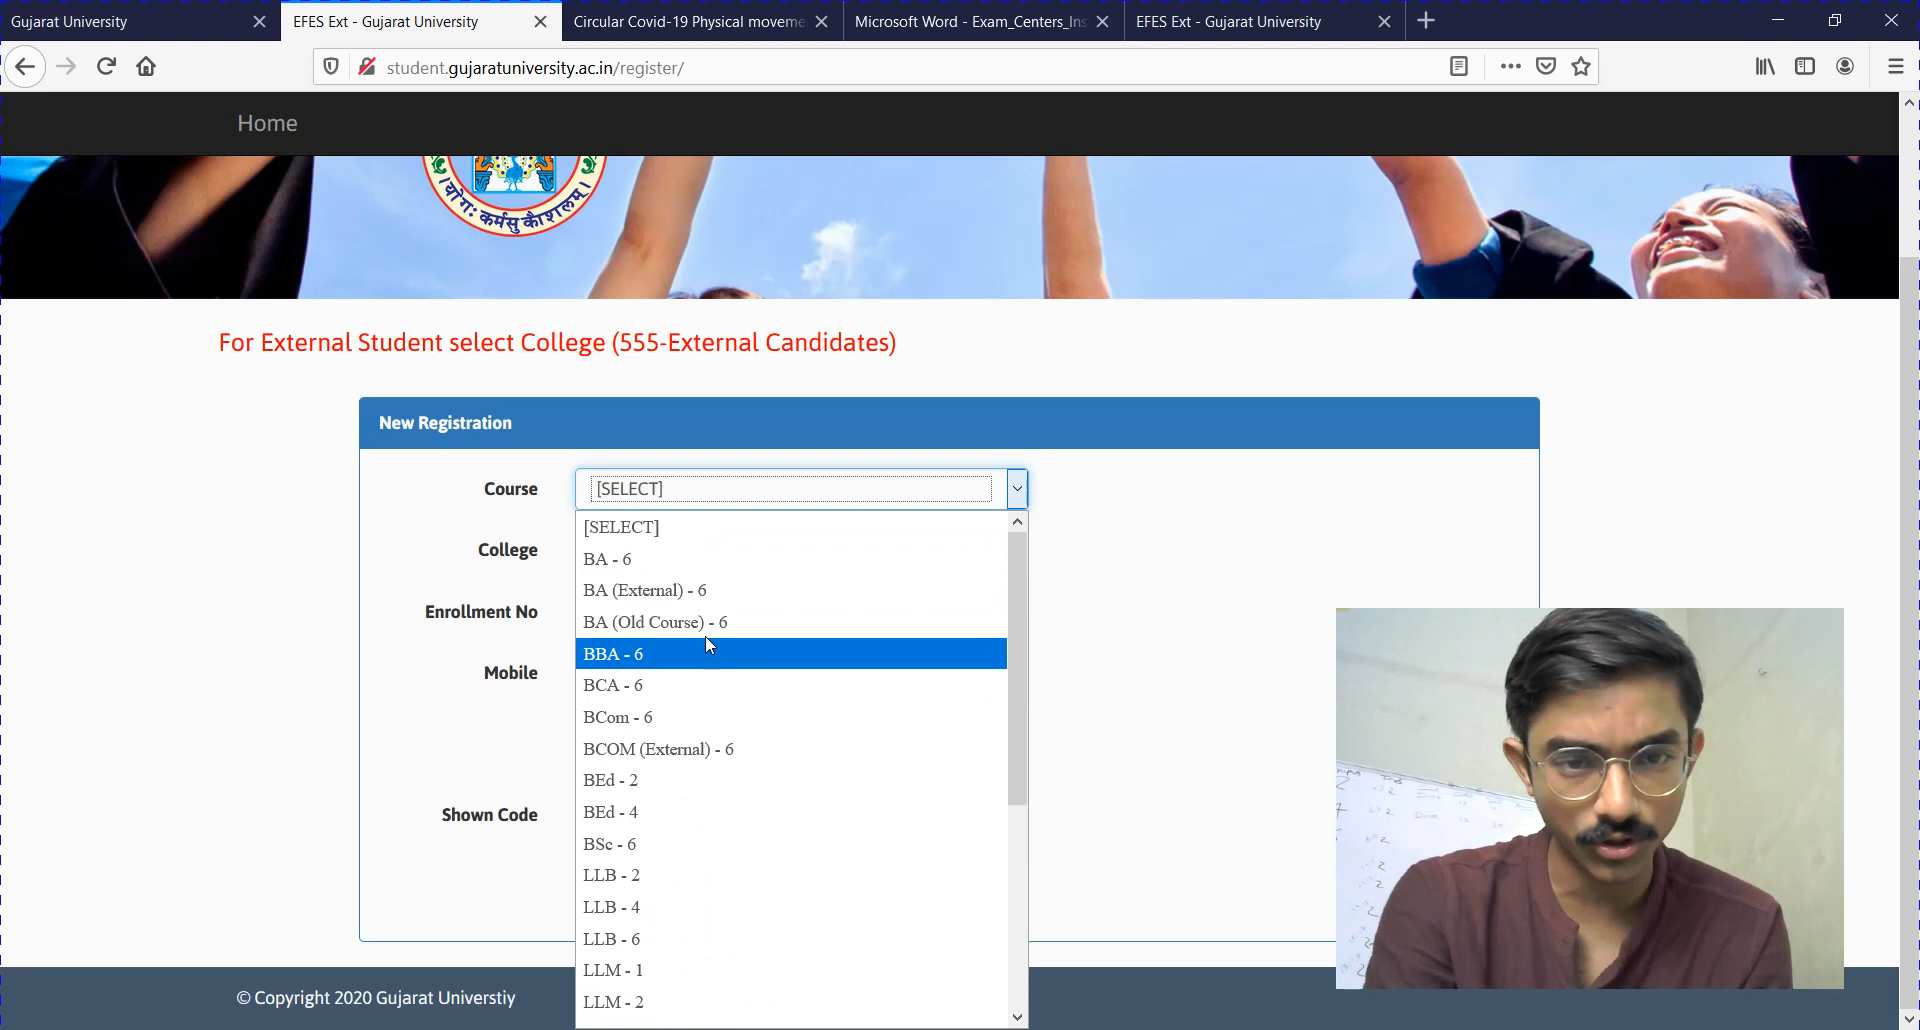 Gujarat University
EFES Ext - Gujarat University
Circular Covid-19 Physical moveme
Microsoft Word - Exam_Centers_Ins
EFES Ext - Gujarat University
student.gujaratuniversity.ac.in/register/
Home
योगः कर्मसु कौशलम्
For External Student select College (555-External Candidates)
New Registration
Course
[SELECT]
College
Enrollment No
Mobile
Shown Code
[SELECT]
BA - 6
BA (External) - 6
BA (Old Course) - 6
BBA - 6
BCA - 6
BCom - 6
BCOM (External) - 6
BEd - 2
BEd - 4
BSc - 6
LLB - 2
LLB - 4
LLB - 6
LLM - 1
LLM - 2
© Copyright 2020 Gujarat Universtiy